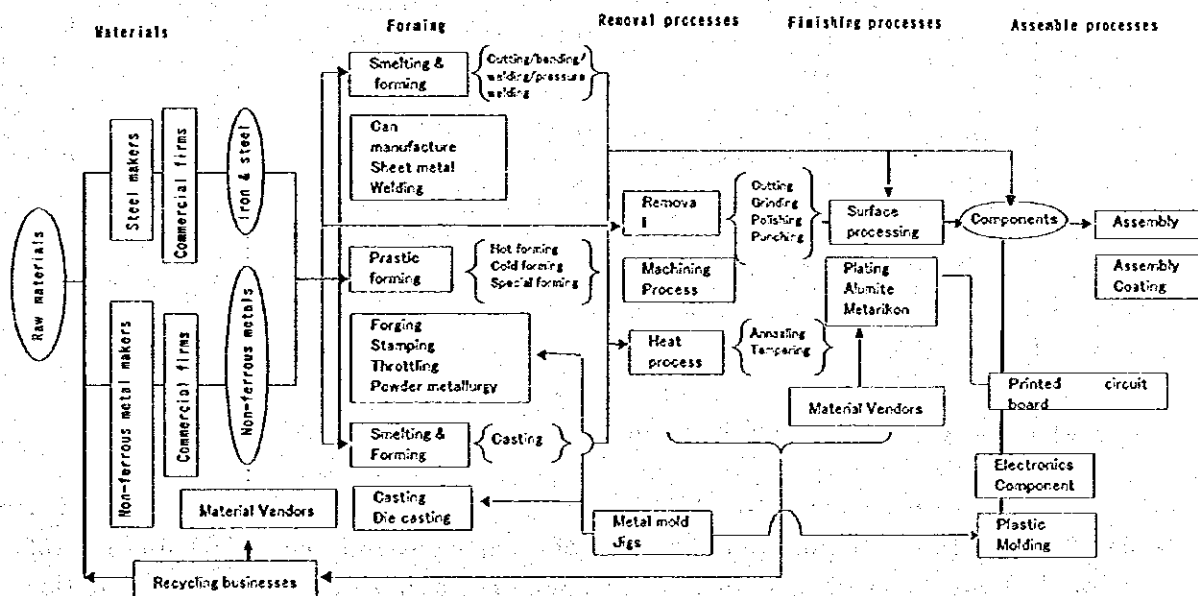 Materials
Forming
Removal processes
Finishing processes
Assemble processes
Raw materials
Steel makers
Commercial firms
Iron & steel
Non-ferrous metal makers
Commercial firms
Non-ferrous metals
Material Vendors
Recycling businesses
Smelting &
forming
Cutting/bending/
welding/pressure
welding
Can
manufacture
Sheet metal
Welding
Prastic
forming
Hot forming
Cold forming
Special forming
Forging
Stamping
Throttling
Powder metallurgy
Smelting &
Forming
Casting
Casting
Die casting
Remova
l
Cutting
Grinding
Polishing
Punching
Machining
Process
Heat
process
Annealing
Tampering
Metal mold
Jigs
Surface
processing
Plating
Alumite
Metarikon
Material Vendors
Components
Assembly
Assembly
Coating
Printed circuit
board
Electronics
Component
Plastic
Molding